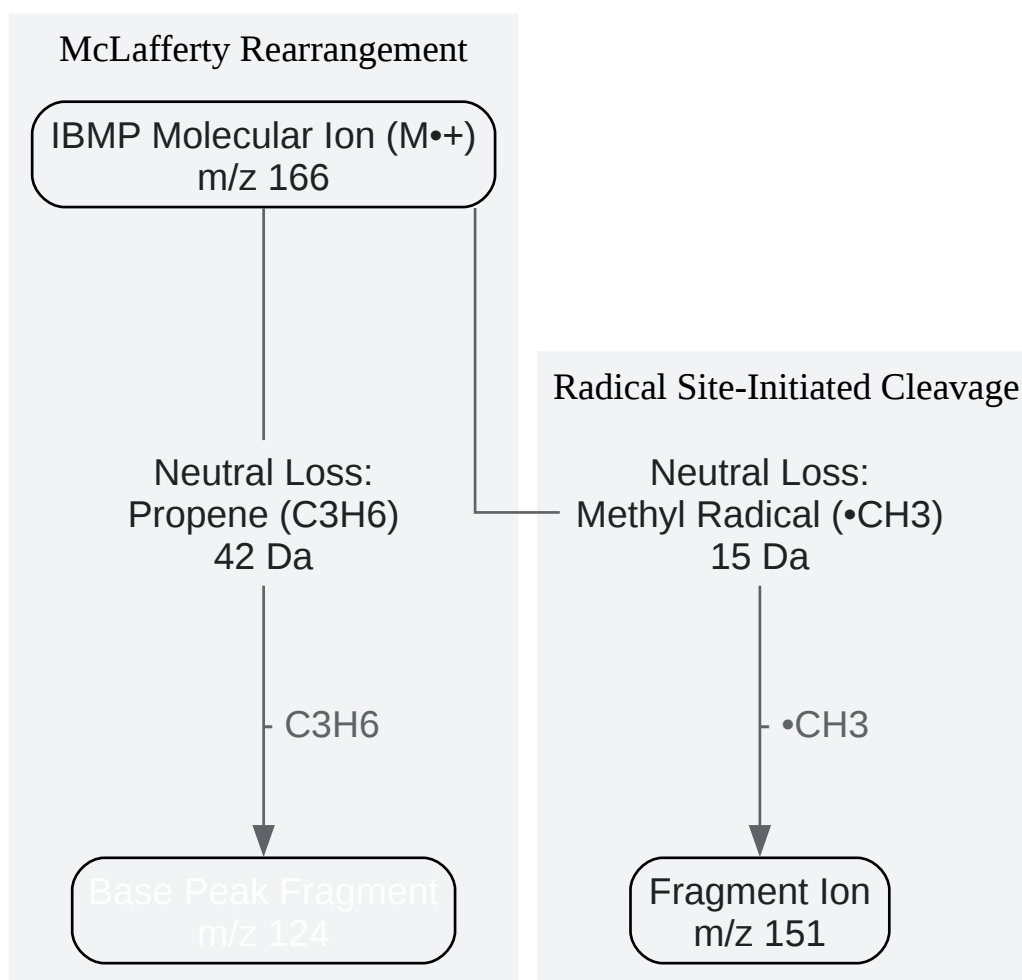 McLafferty Rearrangement
IBMP Molecular Ion (M•+)
m/z 166
Radical Site-Initiated Cleavage
Neutral Loss:
Propene (C3H6)
42 Da
Neutral Loss:
Methyl Radical (•CH3)
15 Da
- C3H6
- •CH3
Base Peak Fragment
m/z 124
Fragment Ion
m/z 151